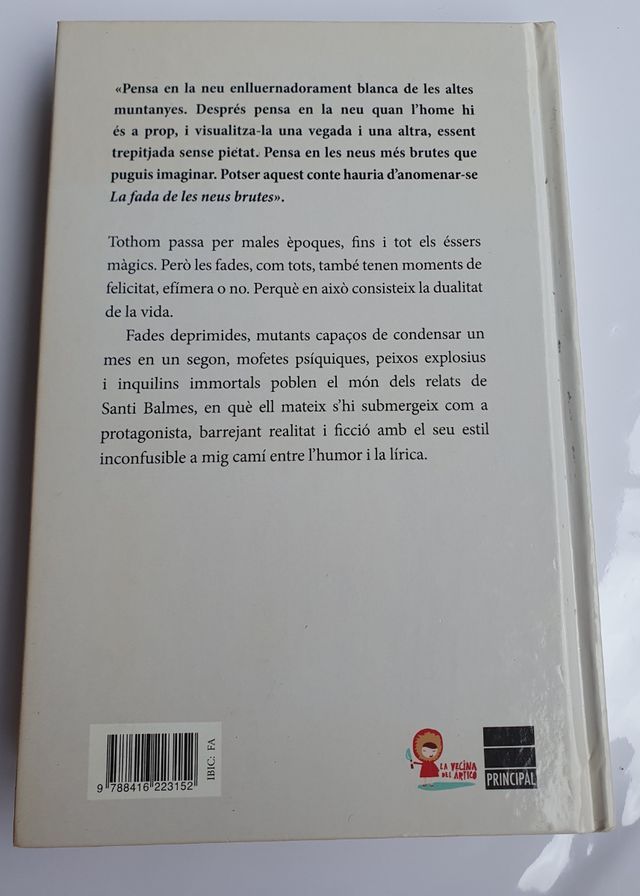 «Pensa en la neu enlluernadorament blanca de les altes
muntanyes. Després pensa en la neu quan l'home hi
és a prop, i visualitza-la una vegada i una altra, essent
trepitjada sense pietat. Pensa en les neus més brutes que
puguis imaginar. Potser aquest conte hauria d'anomenar-se
La fada de les neus brutes».
Tothom passa per males èpoques, fins i tot els éssers
màgics. Però les fades, com tots, també tenen moments de
felicitat, efímera o no. Perquè en això consisteix la dualitat
de la vida.
Fades deprimides, mutants capaços de condensar un
mes en un segon, mofetes psíquiques, peixos explosius
i inquilins immortals poblen el món dels relats de
Santi Balmes, en què ell mateix s'hi submergeix com a
protagonista, barrejant realitat i ficció amb el seu estil
inconfusible a mig camí entre l'humor i la lírica.
IBIC: FA
9 788416 223152
LA VECINA
DEL ARTICO
PRINCIPAL